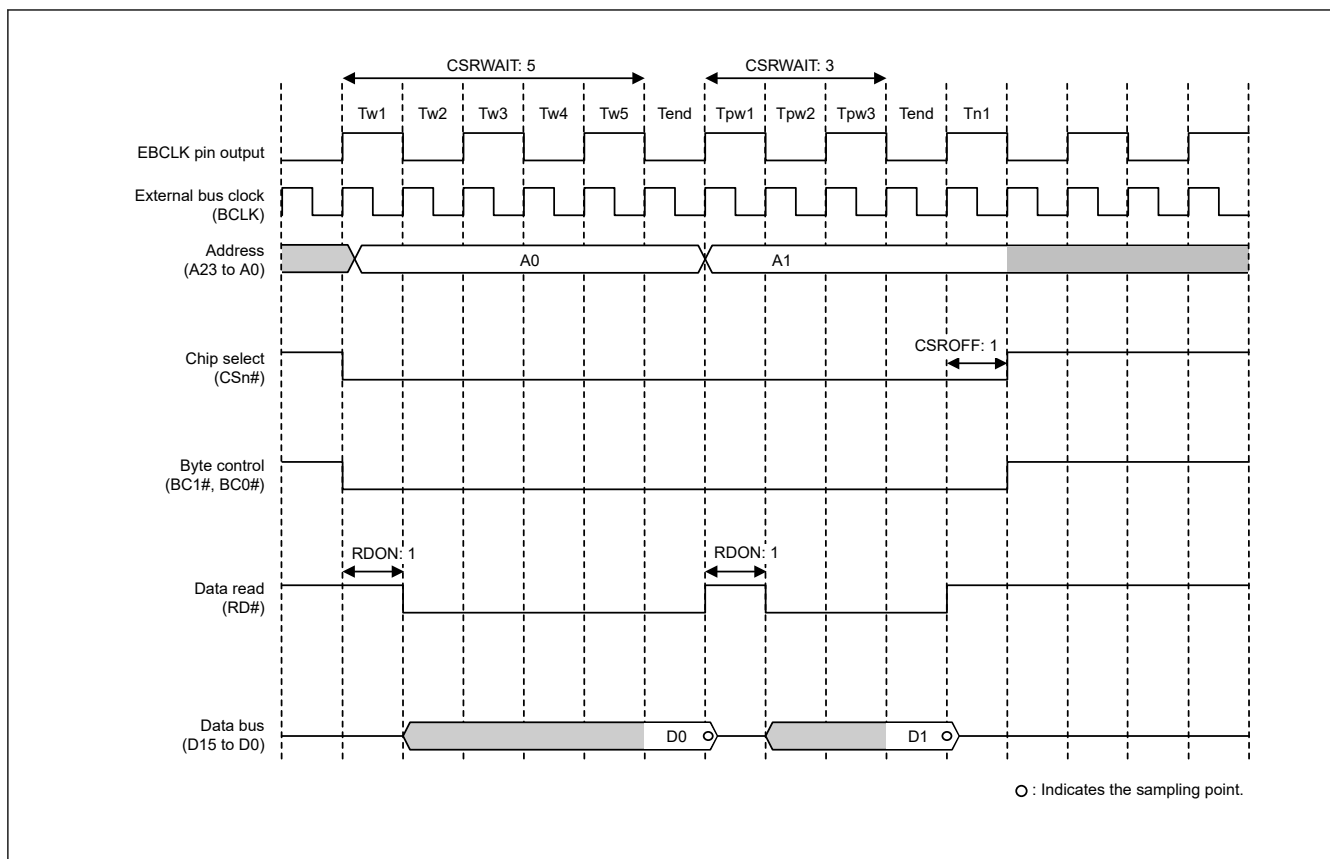 CSRWAIT: 5 CSRWAIT: 3
Tw1 Tw2 Tw3 Tw4 Tw5 Tend Tpw1 Tpw2 Tpw3 Tend Tn1
EBCLK pin output
External bus clock
(BCLK)
Address
(A23 to A0)
A0 A1
CSROFF: 1
Chip select
(CSn#)
Byte control
(BC1#, BC0#)
RDON: 1 RDON: 1
Data read
(RD#)
Data bus
(D15 to D0)
D0 D1
: Indicates the sampling point.